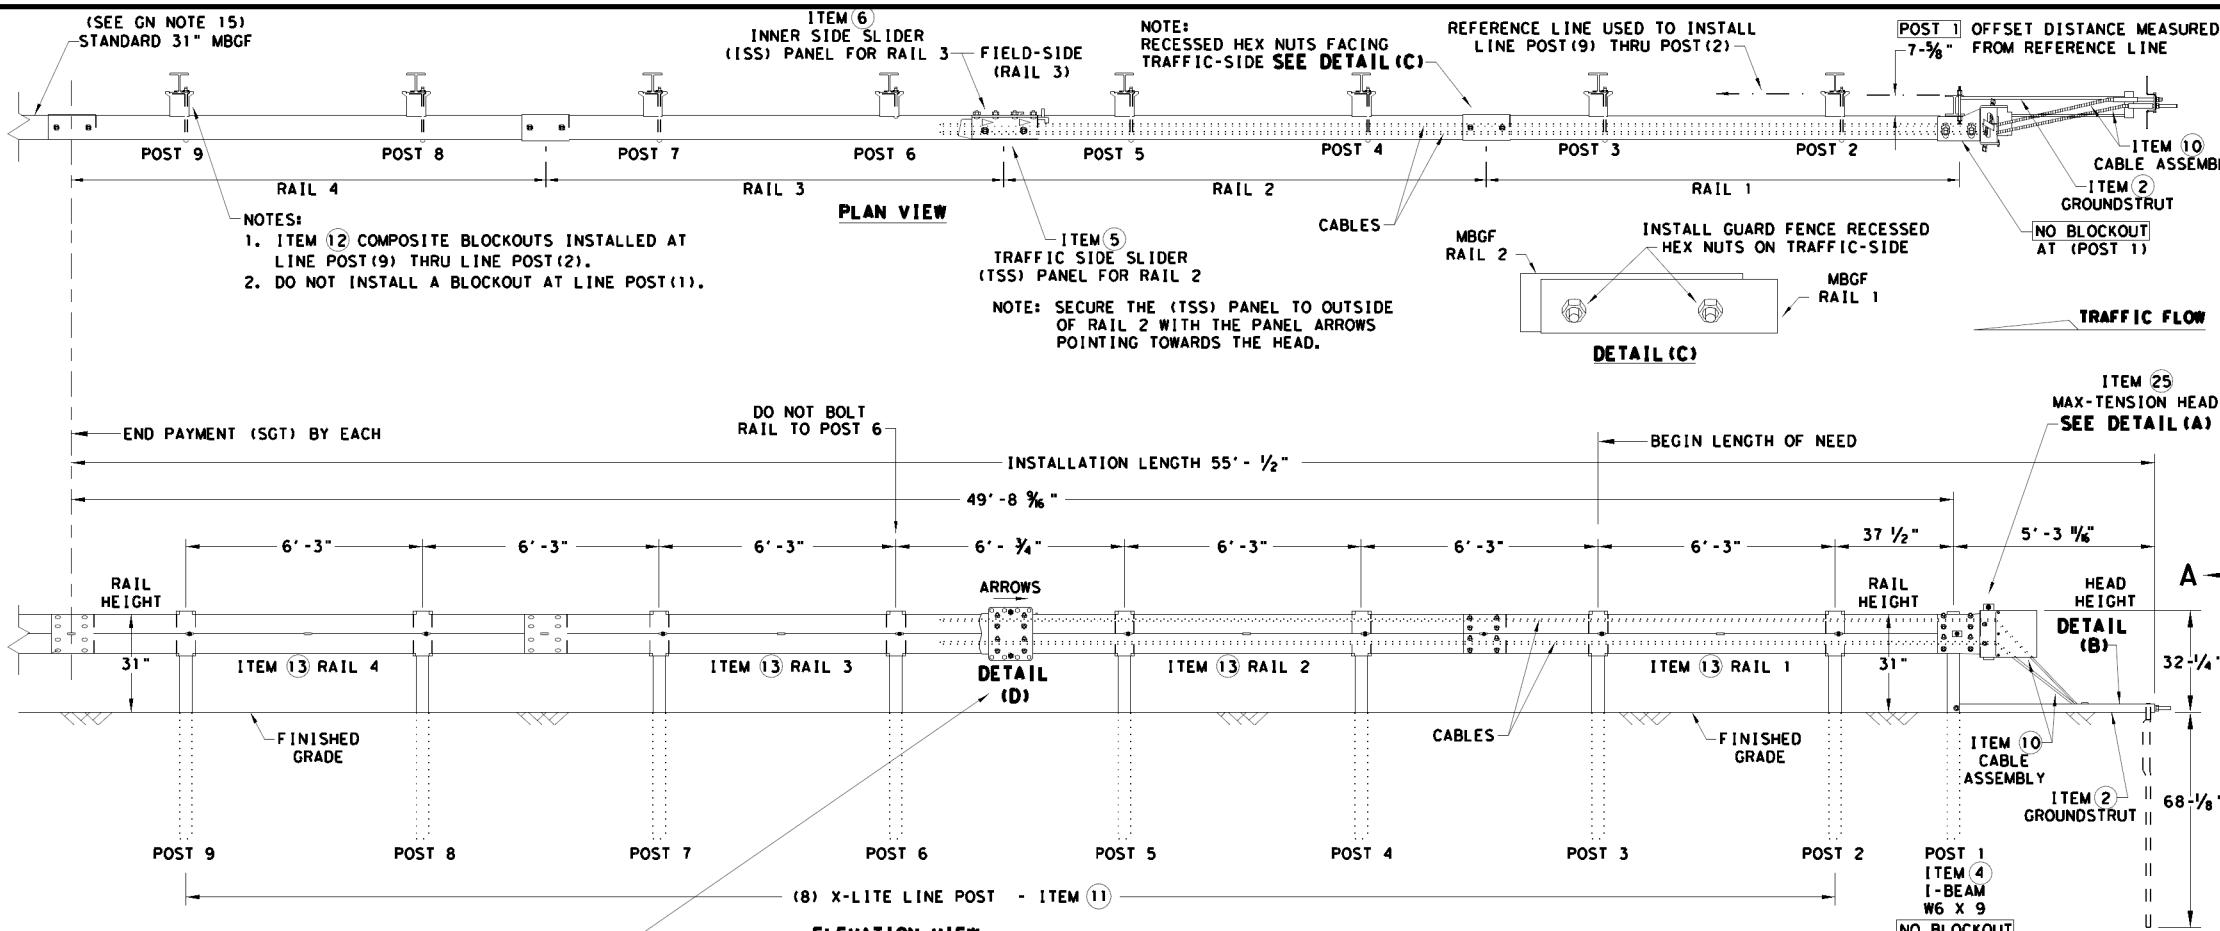 (SEE GN NOTE 15)
STANDARD 31" MBGF
ITEM 6
INNER SIDE SLIDER
(ISS) PANEL FOR RAIL 3
FIELD-SIDE
(RAIL 3)
NOTE:
RECESSED HEX NUTS FACING
TRAFFIC-SIDE SEE DETAIL(C)
REFERENCE LINE USED TO INSTALL
LINE POST(9) THRU POST(2)
POST 1 OFFSET DISTANCE MEASURED
7-5/8" FROM REFERENCE LINE
POST 9
POST 8
POST 7
POST 6
POST 5
POST 4
POST 3
POST 2
ITEM 10
CABLE
ITEM 2
GROUNDSTRUT
RAIL 4
RAIL 3
RAIL 2
RAIL 1
PLAN VIEW
CABLES
NO BLOCKOUT
AT (POST 1)
NOTES:
1. ITEM 12 COMPOSITE BLOCKOUTS INSTALLED AT
LINE POST(9) THRU LINE POST(2).
2. DO NOT INSTALL A BLOCKOUT AT LINE POST(1).
ITEM 5
TRAFFIC SIDE SLIDER
(TSS) PANEL FOR RAIL 2
NOTE: SECURE THE (TSS) PANEL TO OUTSIDE
OF RAIL 2 WITH THE PANEL ARROWS
POINTING TOWARDS THE HEAD.
MBGF
RAIL 2
INSTALL GUARD FENCE RECESSED
HEX NUTS ON TRAFFIC-SIDE
MBGF
RAIL 1
DETAIL(C)
TRAFFIC FLOW
ITEM 25
MAX-TENSION HEAD
SEE DETAIL(A)
DO NOT BOLT
RAIL TO POST 6
END PAYMENT (SGT) BY EACH
BEGIN LENGTH OF NEED
INSTALLATION LENGTH 55'- 1/2"
49'-8 9/16"
6'-3"
6'-3"
6'-3"
6'- 3/4"
6'-3"
6'-3"
6'-3"
37 1/2"
5'-3 11/16"
A
RAIL
HEIGHT
31"
ARROWS
RAIL
HEIGHT
31"
HEAD
HEIGHT
DETAIL
(B)
32-1/4"
ITEM 13 RAIL 4
ITEM 13 RAIL 3
DETAIL
(D)
ITEM 13 RAIL 2
ITEM 13 RAIL 1
FINISHED
GRADE
CABLES
FINISHED
GRADE
ITEM 10
CABLE
ASSEMBLY
ITEM 2
GROUNDSTRUT
68-1/8"
POST 9
POST 8
POST 7
POST 6
POST 5
POST 4
POST 3
POST 2
POST 1
ITEM 4
I-BEAM
W6 X 9
NO BLOCKOUT
(8) X-LITE LINE POST - ITEM 11
ELEVATION VIEW